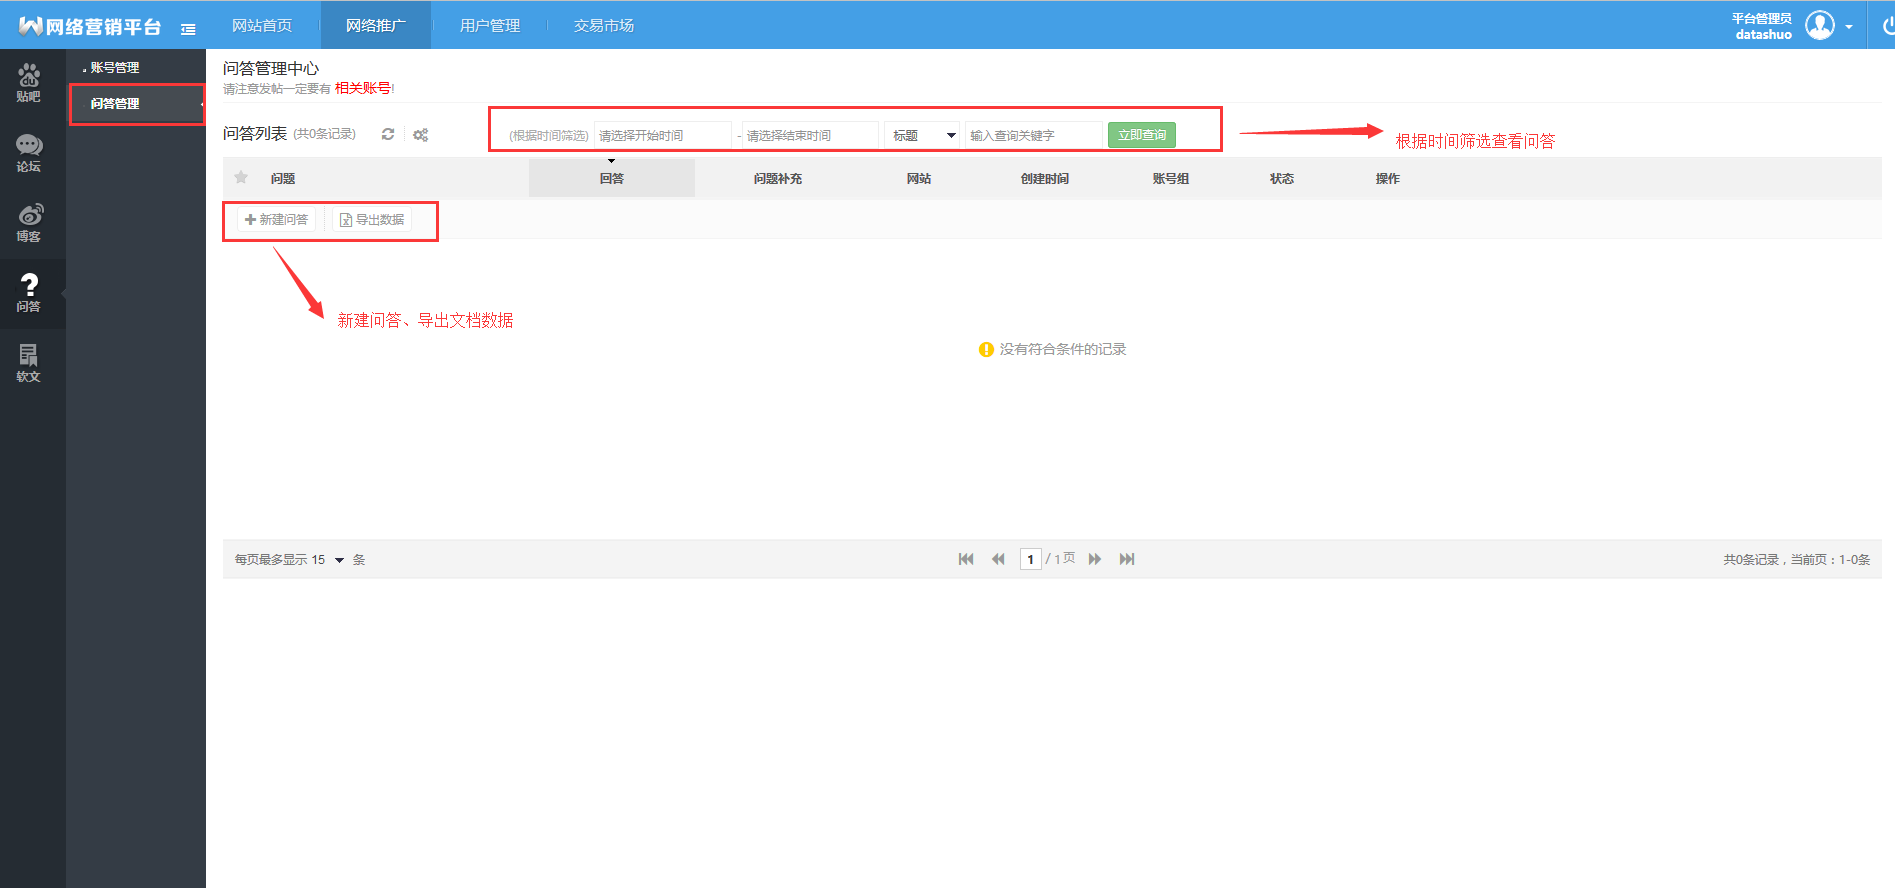 网络营销平台
网站首页
网络推广
用户管理
交易市场
平台管理员
datashuo
贴吧
论坛
博客
问答
软文
账号管理
问答管理
问答管理中心
请注意发帖一定要有 相关账号!
问答列表 (共0条记录)
(根据时间筛选) 请选择开始时间 - 请选择结束时间 标题 输入查询关键字 立即查询
根据时间筛选查看问答
问题 回答 问题补充 网站 创建时间 账号组 状态 操作
新建问答 导出数据
新建问答、导出文档数据
没有符合条件的记录
每页最多显示 15 条
1 / 1 页
共0条记录，当前页：1-0条